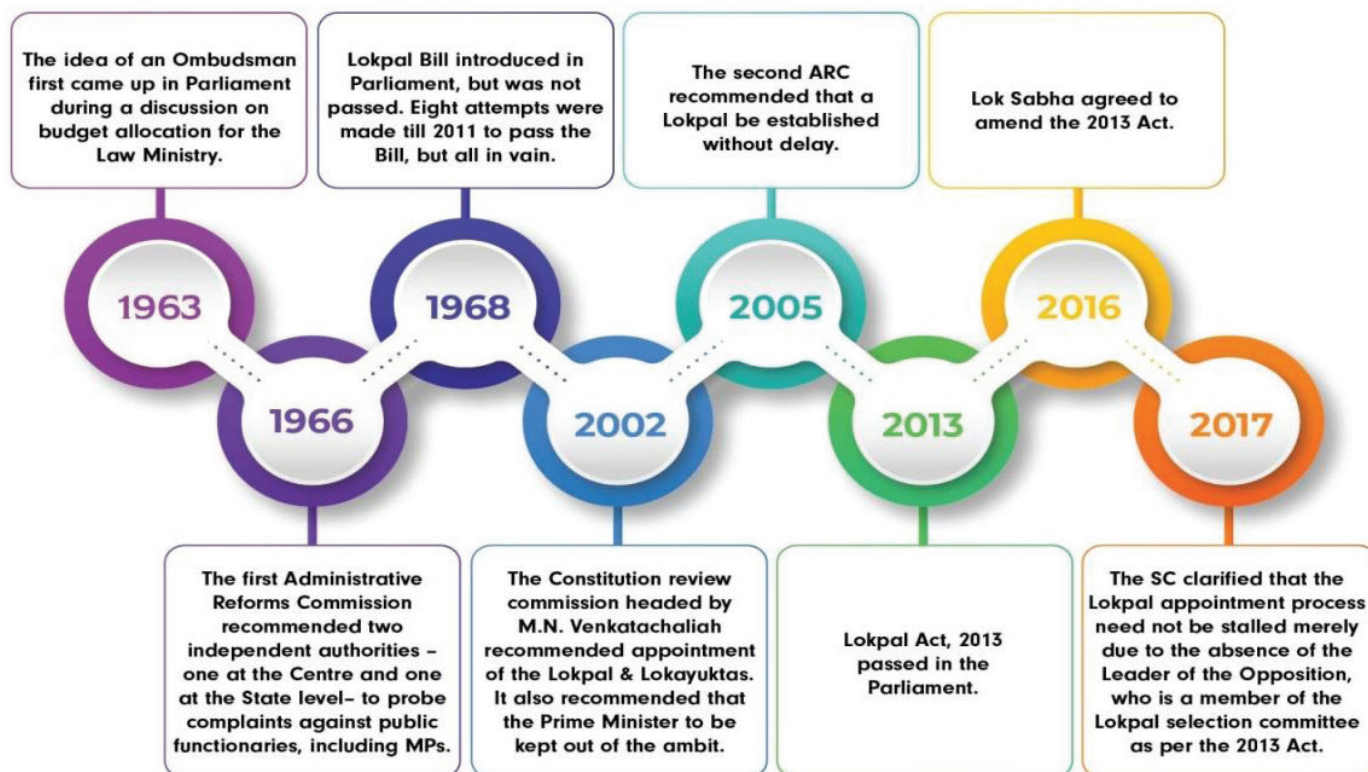 The idea of an Ombudsman
first came up in Parliament
during a discussion on
budget allocation for the
Law Ministry.
Lokpal Bill introduced in
Parliament, but was not
passed. Eight attempts were
made till 2011 to pass the
Bill, but all in vain.
The second ARC
recommended that a
Lokpal be established
without delay.
Lok Sabha agreed to
amend the 2013 Act.
1963
1968
2005
2016
1966
2002
2013
2017
The first Administrative
Reforms Commission
recommended two
independent authorities –
one at the Centre and one
at the State level– to probe
complaints against public
functionaries, including MPs.
The Constitution review
commission headed by
M.N. Venkatachaliah
recommended appointment
of the Lokpal & Lokayuktas.
It also recommended that
the Prime Minister to be
kept out of the ambit.
Lokpal Act, 2013
passed in the
Parliament.
The SC clarified that the
Lokpal appointment process
need not be stalled merely
due to the absence of the
Leader of the Opposition,
who is a member of the
Lokpal selection committee
as per the 2013 Act.